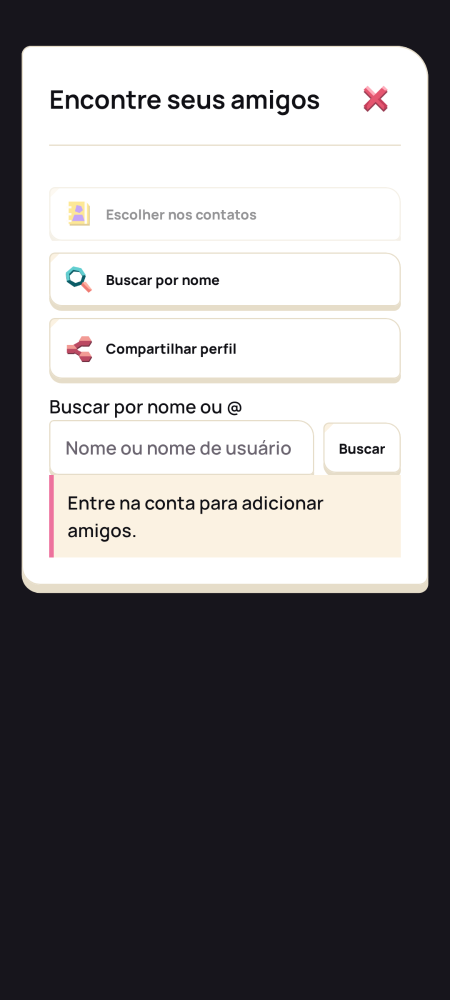 Encontre seus amigos
Escolher nos contatos
Buscar por nome
Compartilhar perfil
Buscar por nome ou @
Nome ou nome de usuário
Buscar
Entre na conta para adicionar
amigos.